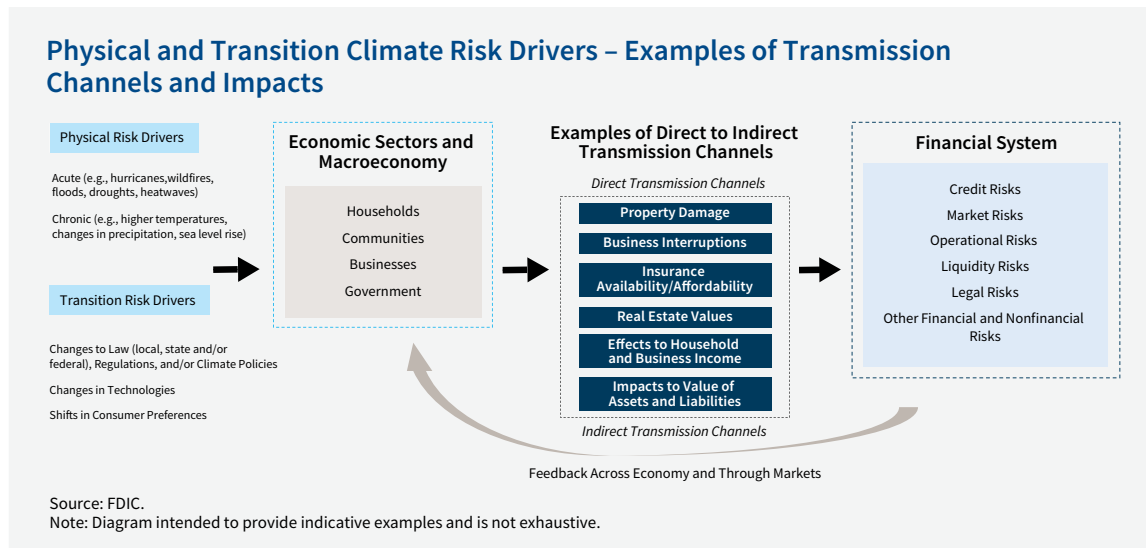 Physical and Transition Climate Risk Drivers – Examples of Transmission
Channels and Impacts
Physical Risk Drivers
Acute (e.g., hurricanes,wildfires,
floods, droughts, heatwaves)
Chronic (e.g., higher temperatures,
changes in precipitation, sea level rise)
Transition Risk Drivers
Changes to Law (local, state and/or
federal), Regulations, and/or Climate Policies
Changes in Technologies
Shifts in Consumer Preferences
Economic Sectors and
Macroeconomy
Households
Communities
Businesses
Government
Examples of Direct to Indirect
Transmission Channels
Direct Transmission Channels
Property Damage
Business Interruptions
Insurance
Availability/Affordability
Real Estate Values
Effects to Household
and Business Income
Impacts to Value of
Assets and Liabilities
Indirect Transmission Channels
Financial System
Credit Risks
Market Risks
Operational Risks
Liquidity Risks
Legal Risks
Other Financial and Nonfinancial
Risks
Feedback Across Economy and Through Markets
Source: FDIC.
Note: Diagram intended to provide indicative examples and is not exhaustive.